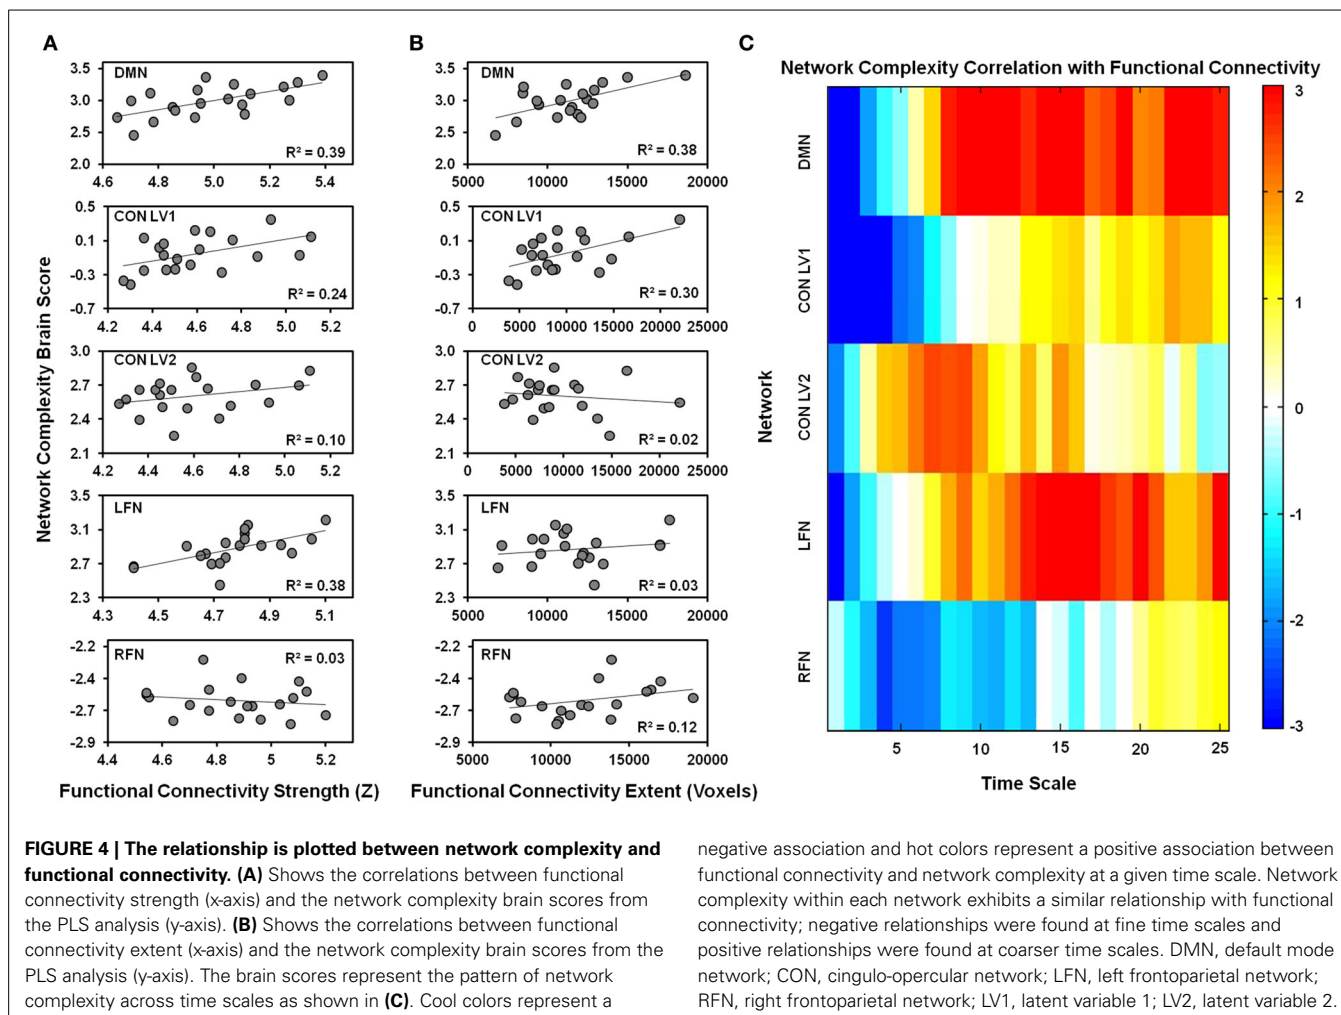 A
B
C
Network Complexity Correlation with Functional Connectivity
Network Complexity Brain Score
DMN
3.5
3.0
2.5
2.0
R² = 0.39
4.6 4.8 5.0 5.2 5.4
CON LV1
0.5
0.1
-0.3
-0.7
R² = 0.24
4.2 4.4 4.6 4.8 5.0 5.2
CON LV2
3.0
2.7
2.4
2.1
R² = 0.10
4.2 4.4 4.6 4.8 5.0 5.2
LFN
3.5
3.1
2.7
2.3
R² = 0.38
4.3 4.5 4.7 4.9 5.1
RFN
R² = 0.03
-2.2
-2.4
-2.7
-2.9
4.4 4.6 4.8 5.0 5.2
Functional Connectivity Strength (Z)
DMN
3.5
3.0
2.5
2.0
R² = 0.38
5000 10000 15000 20000
CON LV1
0.5
0.1
-0.3
-0.7
R² = 0.30
0 5000 10000 15000 20000 25000
CON LV2
3.0
2.7
2.4
2.1
R² = 0.02
0 5000 10000 15000 20000 25000
LFN
3.5
3.1
2.7
2.3
R² = 0.03
5000 10000 15000 20000
RFN
-2.2
-2.4
-2.7
-2.9
R² = 0.12
5000 10000 15000 20000
Functional Connectivity Extent (Voxels)
Network
DMN
CON LV1
CON LV2
LFN
RFN
5 10 15 20 25
Time Scale
3
2
1
0
-1
-2
-3
FIGURE 4 | The relationship is plotted between network complexity and
functional connectivity. (A) Shows the correlations between functional
connectivity strength (x-axis) and the network complexity brain scores from
the PLS analysis (y-axis). (B) Shows the correlations between functional
connectivity extent (x-axis) and the network complexity brain scores from the
PLS analysis (y-axis). The brain scores represent the pattern of network
complexity across time scales as shown in (C). Cool colors represent a
negative association and hot colors represent a positive association between
functional connectivity and network complexity at a given time scale. Network
complexity within each network exhibits a similar relationship with functional
connectivity; negative relationships were found at fine time scales and
positive relationships were found at coarser time scales. DMN, default mode
network; CON, cingulo-opercular network; LFN, left frontoparietal network;
RFN, right frontoparietal network; LV1, latent variable 1; LV2, latent variable 2.